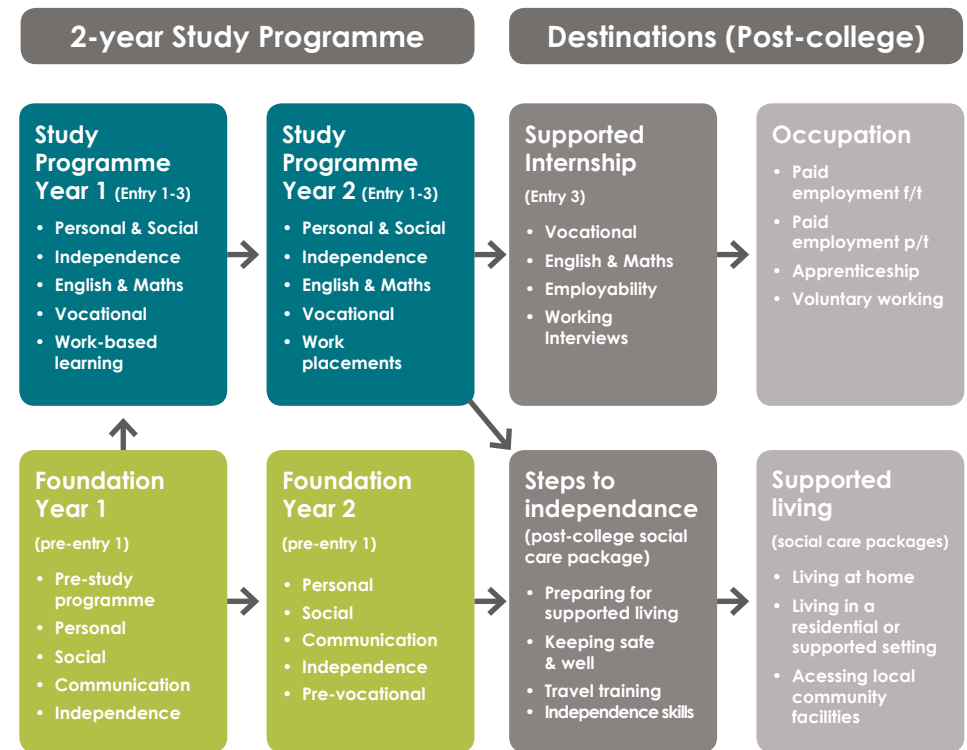 2-year Study Programme
Destinations (Post-college)
Study
Programme
Year 1 (Entry 1-3)
• Personal & Social
• Independence
• English & Maths
• Vocational
• Work-based
learning
Study
Programme
Year 2 (Entry 1-3)
• Personal & Social
• Independence
• English & Maths
• Vocational
• Work
placements
Supported
Internship
(Entry 3)
• Vocational
• English & Maths
• Employability
• Working
Interviews
Occupation
• Paid
employment f/t
• Paid
employment p/t
• Apprenticeship
• Voluntary working
Foundation
Year 1
(pre-entry 1)
• Pre-study
programme
• Personal
• Social
• Communication
• Independence
Foundation
Year 2
(pre-entry 1)
• Personal
• Social
• Communication
• Independence
• Pre-vocational
Steps to
independance
(post-college social
care package)
• Preparing for
supported living
• Keeping safe
& well
• Travel training
• Independence skills
Supported
living
(social care packages)
• Living at home
• Living in a
residential or
supported setting
• Acessing local
community
facilities